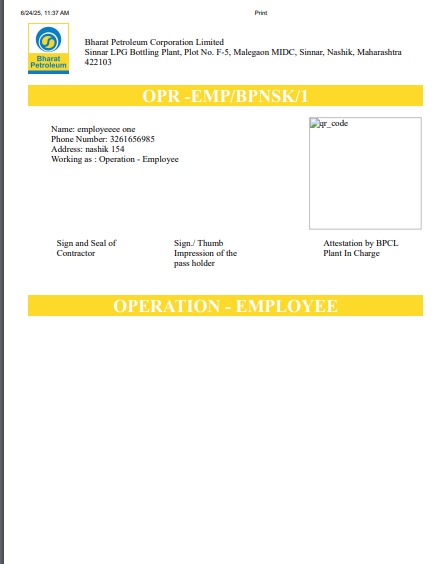 6/24/25, 11:37 AM Print
Bharat Petroleum Corporation Limited
Sinnar LPG Bottling Plant, Plot No. F-5, Malegaon MIDC, Sinnar, Nashik, Maharashtra
422103
Bharat
Petroleum
OPR -EMP/BPNSK/1
Name: employeeee one
Phone Number: 3261656985
Address: nashik 154
Working as : Operation - Employee
qr_code
Sign and Seal of
Contractor
Sign./ Thumb
Impression of the
pass holder
Attestation by BPCL
Plant In Charge
OPERATION - EMPLOYEE